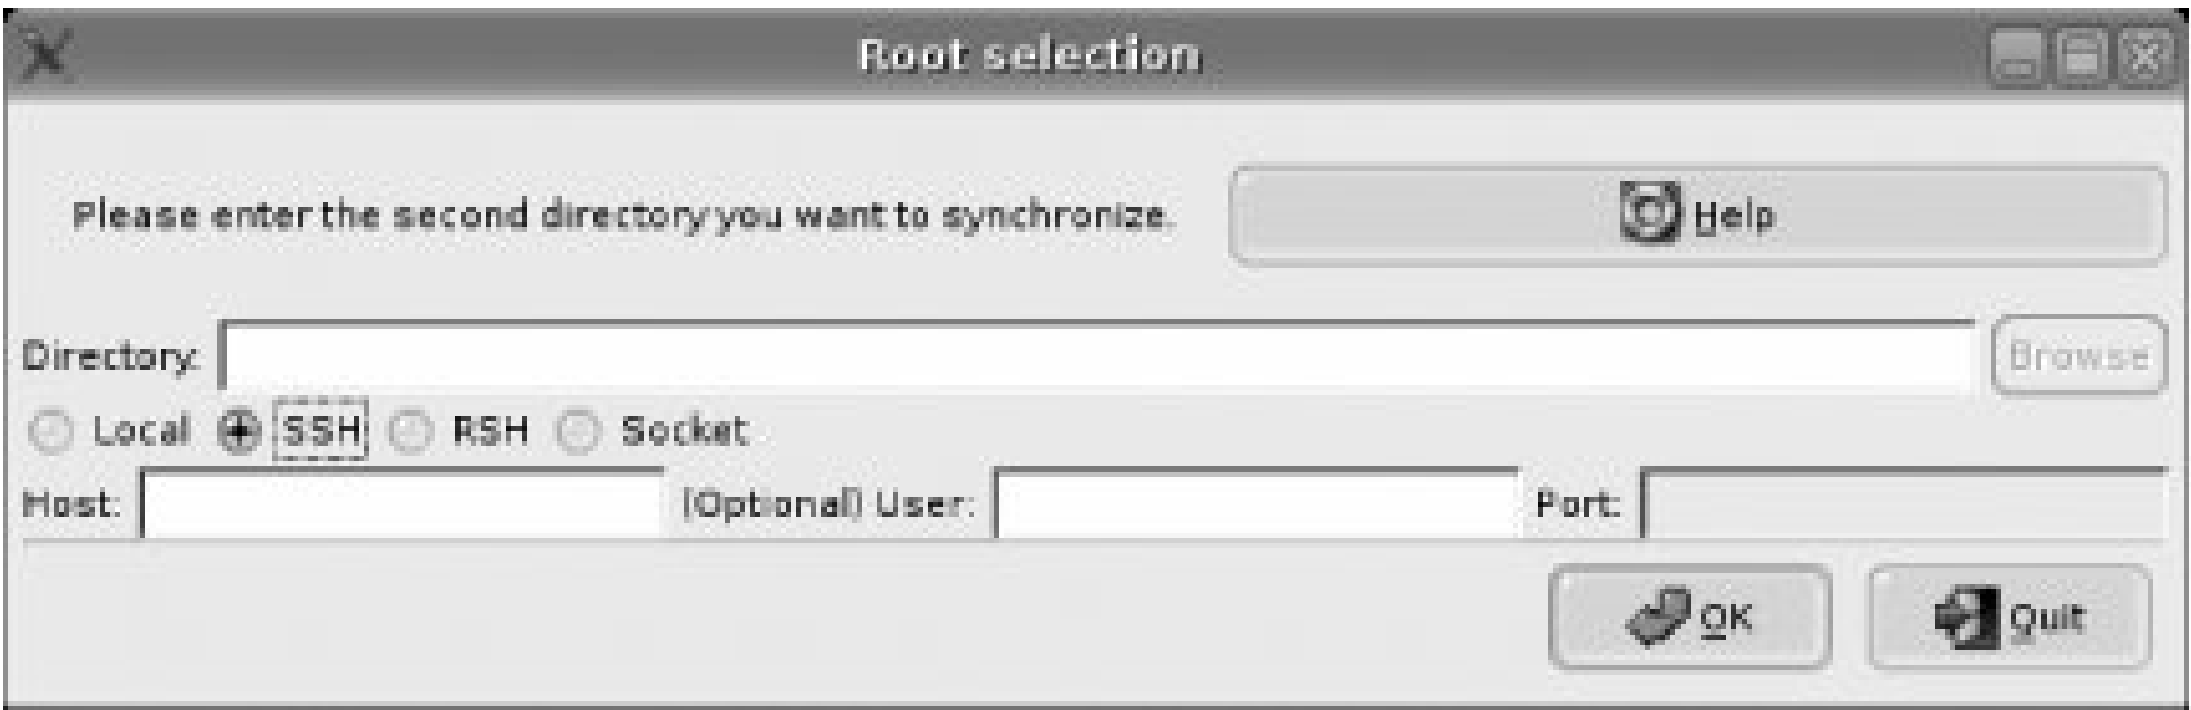 Root selection
Please enter the second directory you want to synchronize.
Help
Directory:
Browse
Local SSH RSH Socket
Host: (Optional) User: Port:
OK Quit